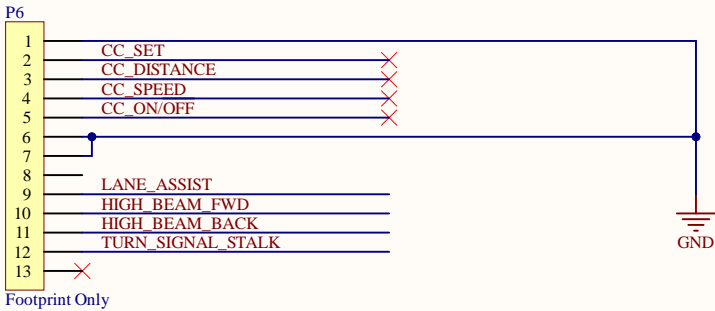 P6
1
2 CC_SET
3 CC_DISTANCE
4 CC_SPEED
5 CC_ON/OFF
6
7
8
9 LANE_ASSIST
10 HIGH_BEAM_FWD
11 HIGH_BEAM_BACK
12 TURN_SIGNAL_STALK
13
GND
Footprint Only